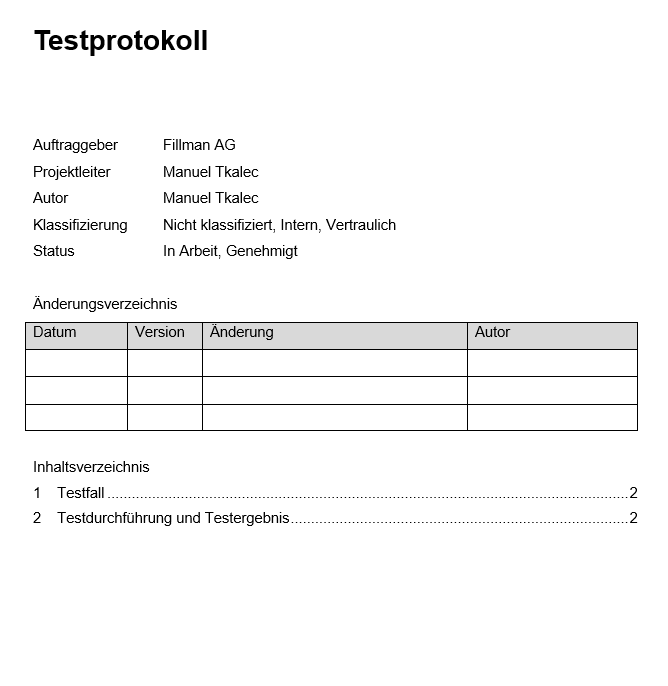 Testprotokoll
Auftraggeber Fillman AG
Projektleiter Manuel Tkalec
Autor Manuel Tkalec
Klassifizierung Nicht klassifiziert, Intern, Vertraulich
Status In Arbeit, Genehmigt
Änderungsverzeichnis
Datum Version Änderung Autor
Inhaltsverzeichnis
1 Testfall 2
2 Testdurchführung und Testergebnis 2